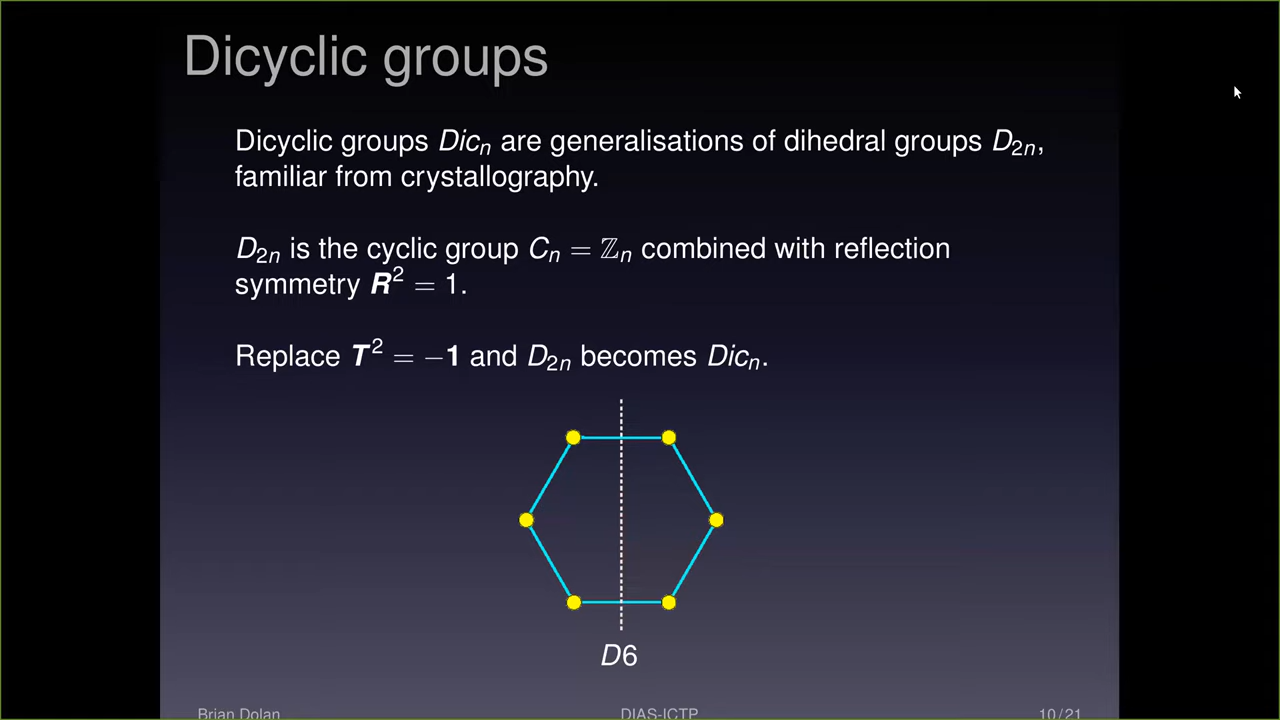 Dicyclic groups
Dicyclic groups Dicₙ are generalisations of dihedral groups D₂ₙ,
familiar from crystallography.
D₂ₙ is the cyclic group Cₙ = ℤₙ combined with reflection
symmetry R² = 1.
Replace T² = −1 and D₂ₙ becomes Dicₙ.
D6
Brian Dolan DIAS-ICTP 10/21